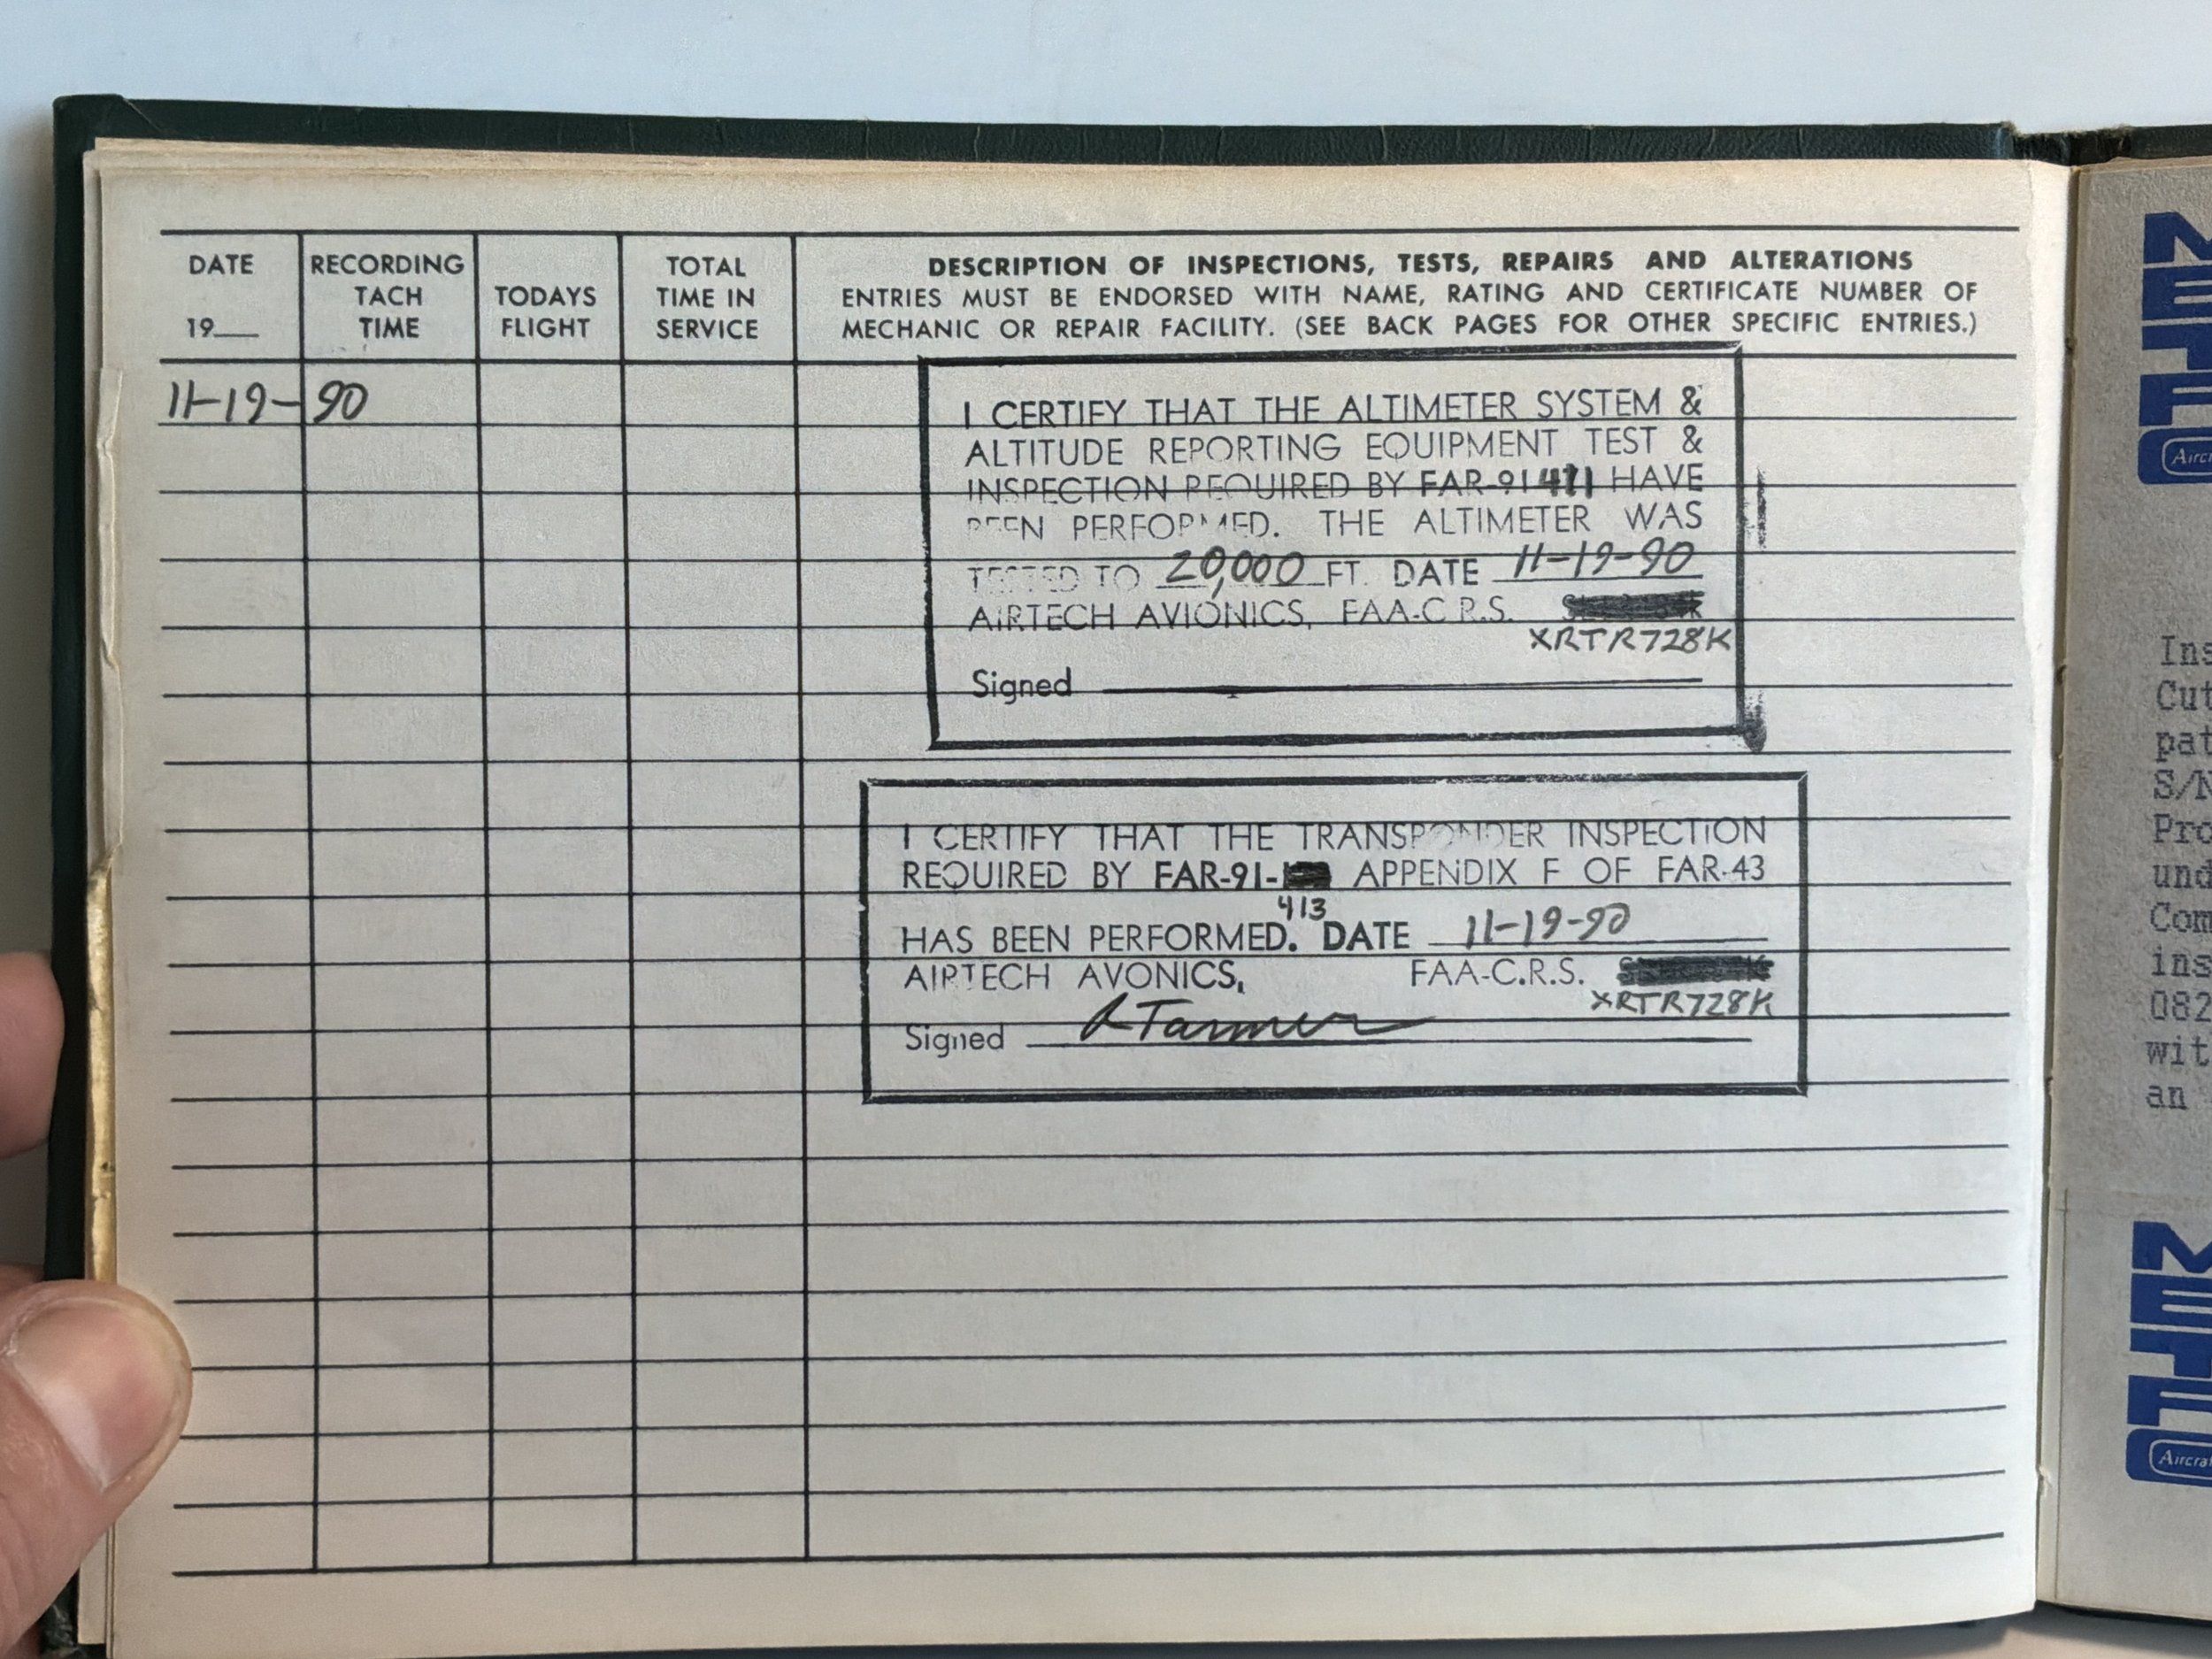 DATE
19
RECORDING
TACH
TIME
TODAYS
FLIGHT
TOTAL
TIME IN
SERVICE
DESCRIPTION OF INSPECTIONS, TESTS, REPAIRS AND ALTERATIONS
ENTRIES MUST BE ENDORSED WITH NAME, RATING AND CERTIFICATE NUMBER OF
MECHANIC OR REPAIR FACILITY. (SEE BACK PAGES FOR OTHER SPECIFIC ENTRIES.)
11-19-90
I CERTIFY THAT THE ALTIMETER SYSTEM &
ALTITUDE REPORTING EQUIPMENT TEST &
INSPECTION REQUIRED BY FAR-91 HAVE
BEEN PERFORMED. THE ALTIMETER WAS
TESTED TO 20,000 FT. DATE 11-19-90
AIRTECH AVIONICS, FAA-C.R.S.
XRTR728K
Signed
I CERTIFY THAT THE TRANSPONDER INSPECTION
REQUIRED BY FAR-91- APPENDIX F OF FAR-43
413
HAS BEEN PERFORMED. DATE 11-19-90
AIRTECH AVONICS, FAA-C.R.S.
XRTR728K
Signed
Ins
Cut
pat
S/N
Pro
und
Com
ins
082
wit
an
Aircra